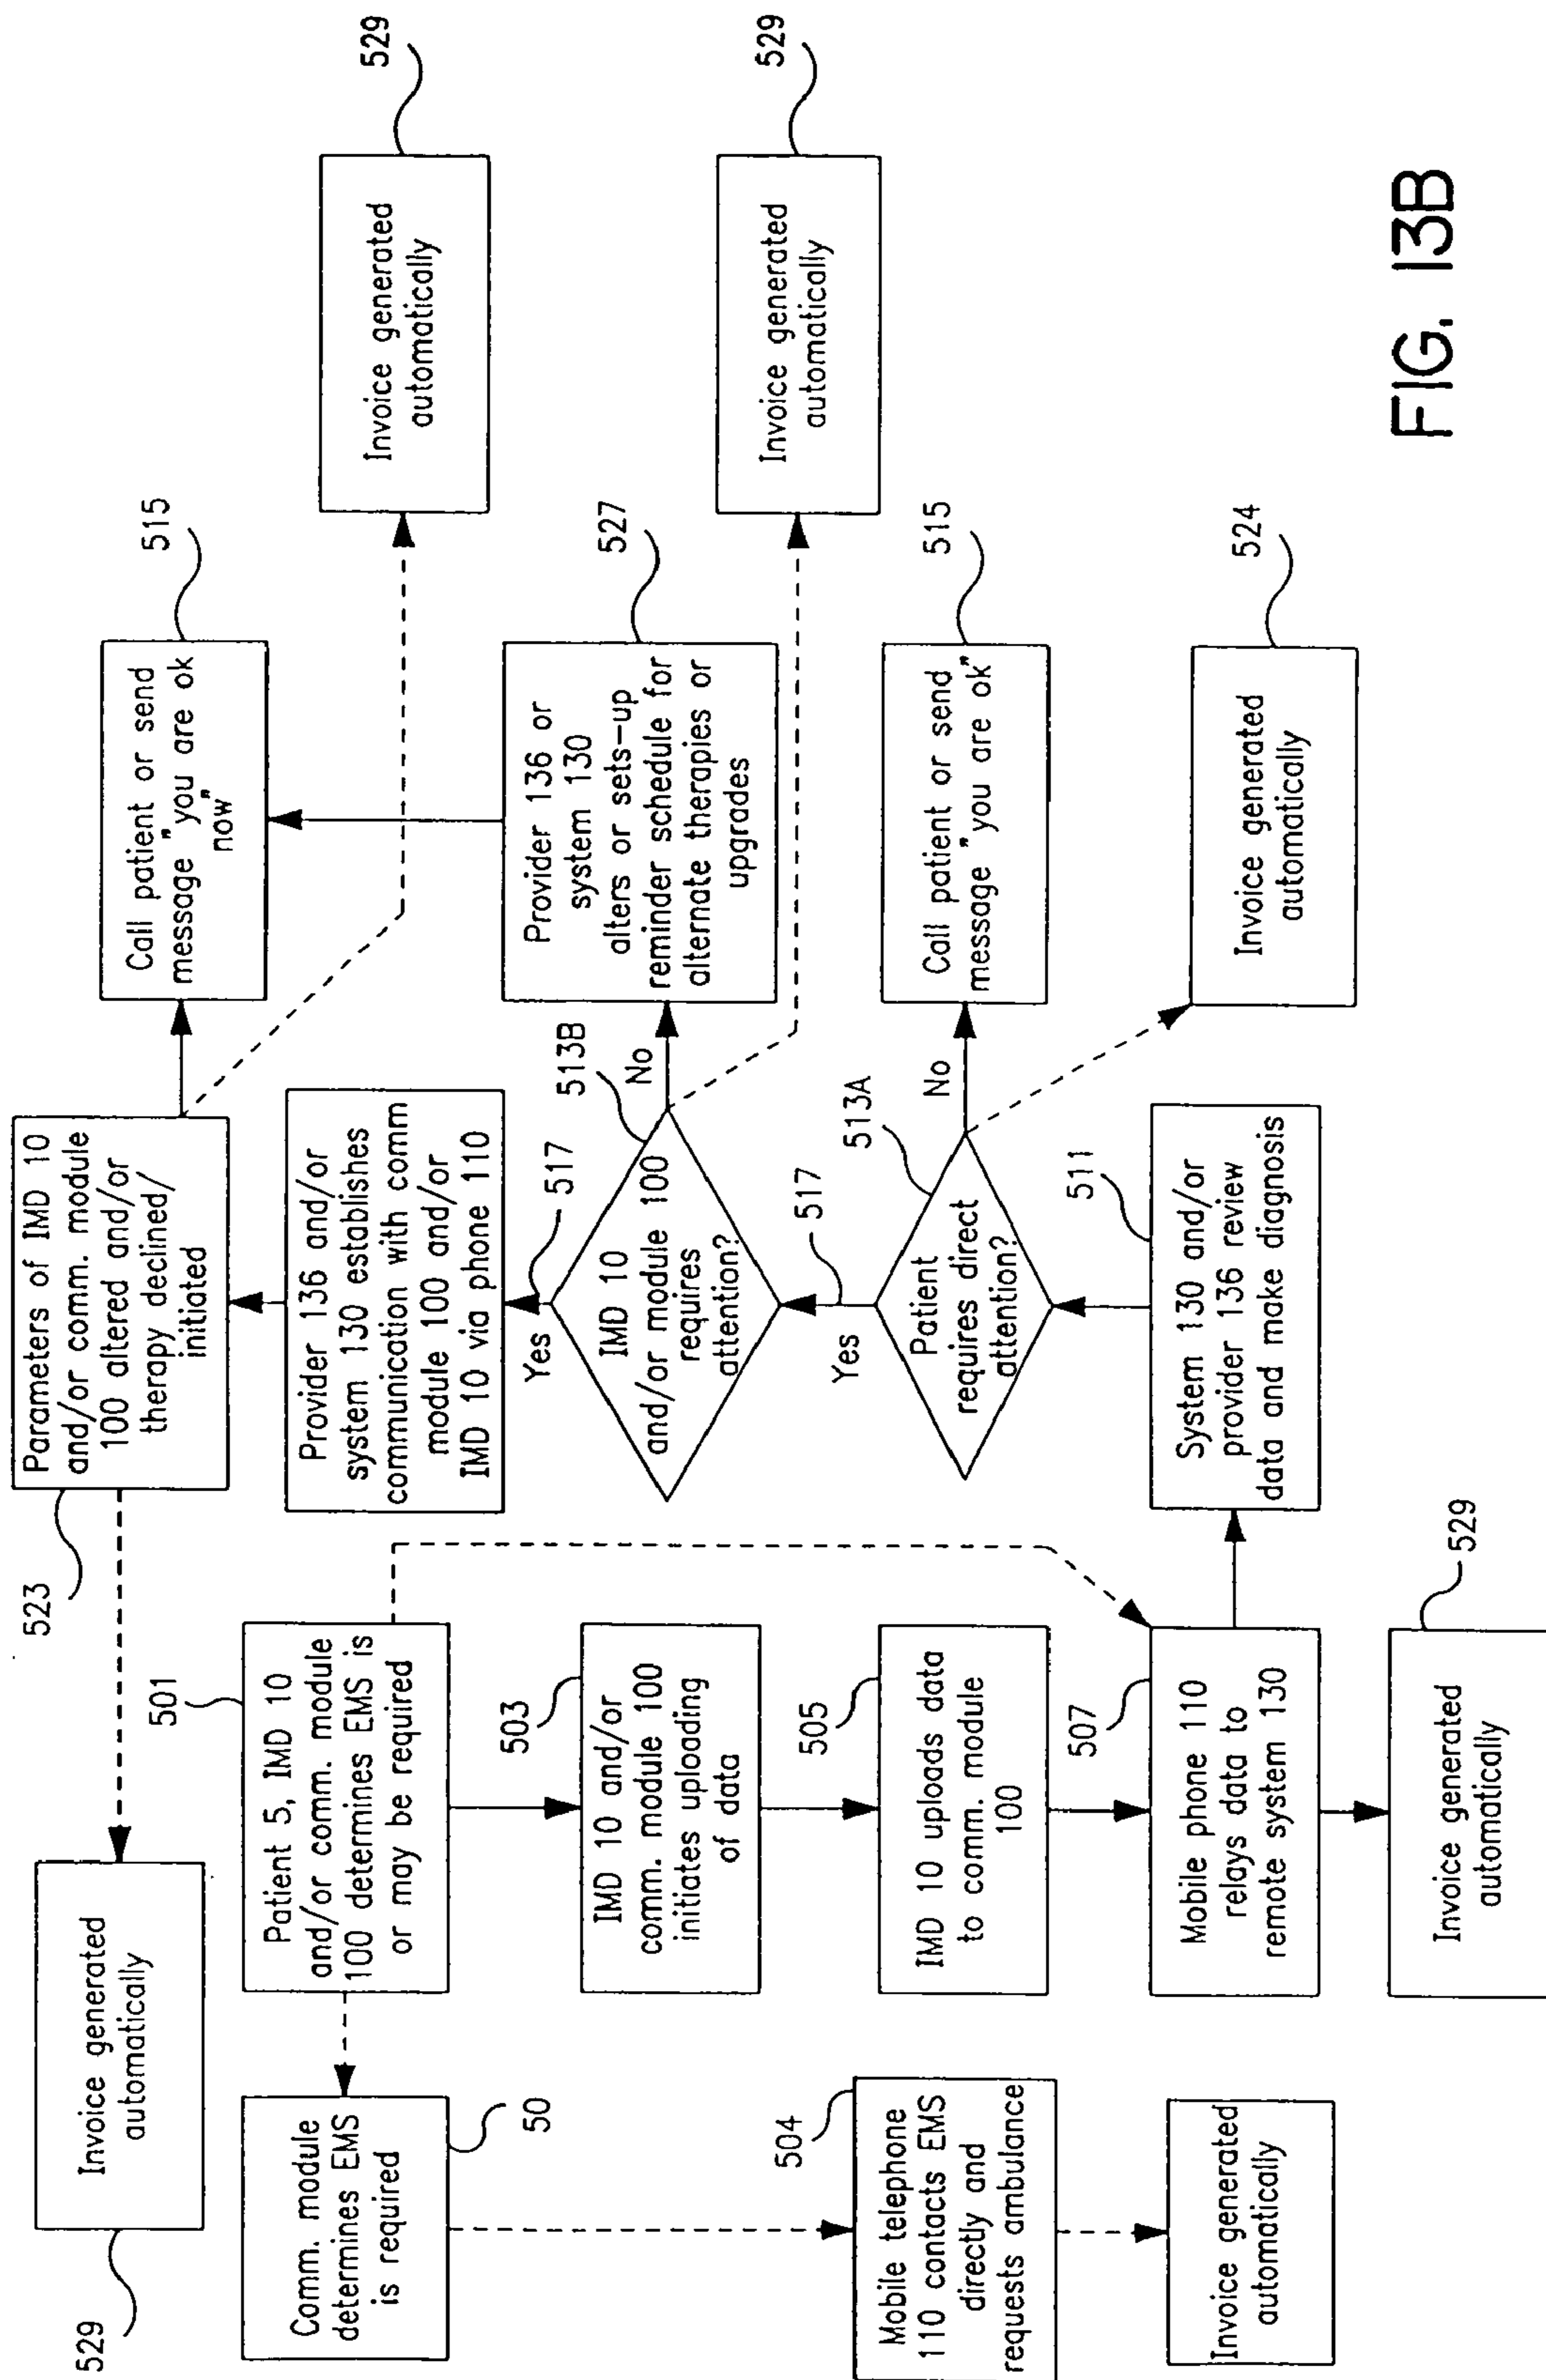 529
Invoice generated
automatically
523
Parameters of IMD 10
and/or comm. module
100 altered and/or
therapy declined/
initiated
Call patient or send
message "you are ok
now"
515
Comm. module
determines EMS
is required
50
501
Patient 5, IMD 10
and/or comm. module
100 determines EMS is
or may be required
Provider 136 and/or
system 130 establishes
communication with comm
module 100 and/or
IMD 10 via phone 110
Invoice generated
automatically
529
Yes
517
503
IMD 10 and/or
comm. module 100
initiates uploading
of data
IMD 10
and/or module 100
requires
attention?
513B
No
Provider 136 or
system 130
alters or sets-up
reminder schedule for
alternate therapies or
upgrades
527
Invoice generated
automatically
529
Yes
517
504
Mobile telephone
110 contacts EMS
directly and
requests ambulance
505
IMD 10 uploads data
to comm. module
100
Patient
requires direct
attention?
513A
No
Call patient or send
message "you are ok"
515
Invoice generated
automatically
507
Mobile phone 110
relays data to
remote system 130
511
System 130 and/or
provider 136 review
data and make diagnosis
Invoice generated
automatically
524
Invoice generated
automatically
529
FIG. 13B